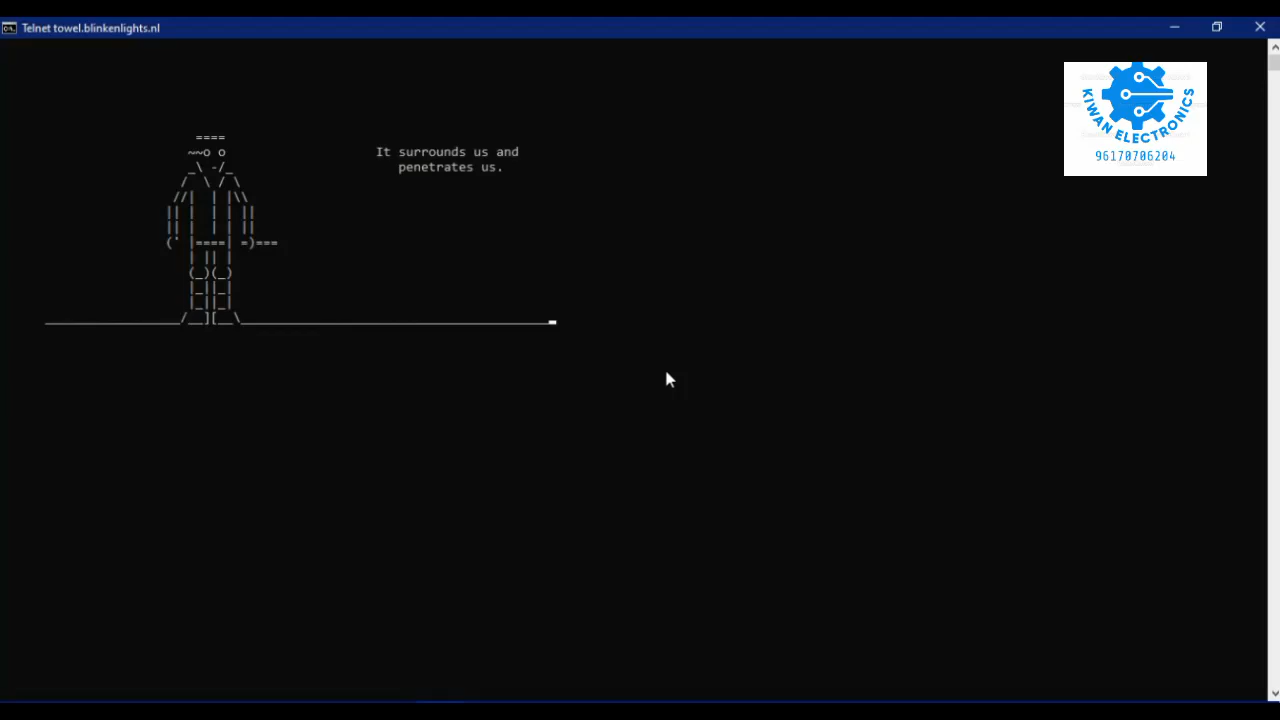 Telnet towel.blinkenlights.nl
It surrounds us and
penetrates us.
KIWAN ELECTRONICS
96170706204